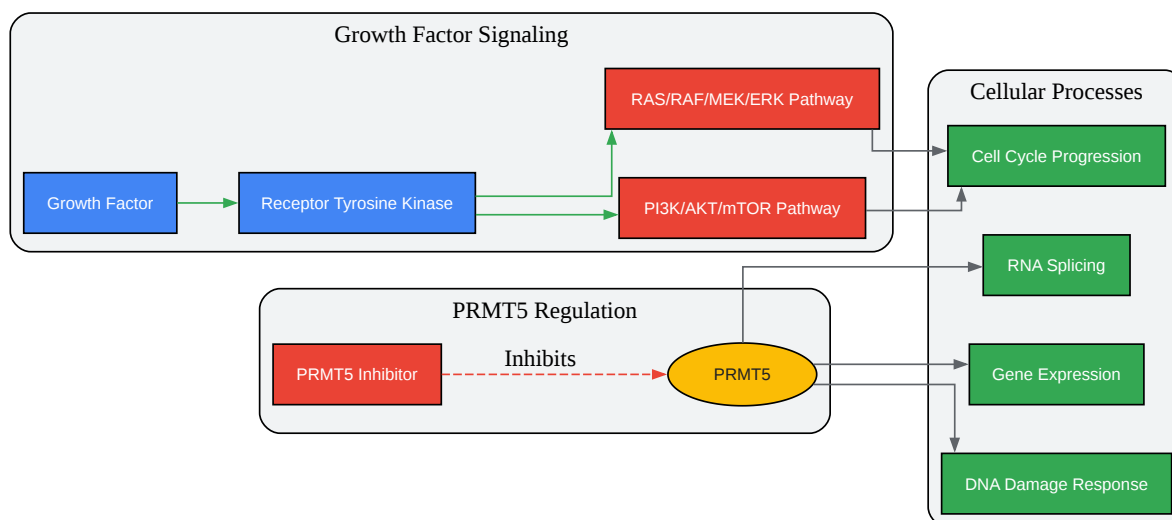 Growth Factor Signaling
RAS/RAF/MEK/ERK Pathway
Growth Factor
Receptor Tyrosine Kinase
PI3K/AKT/mTOR Pathway
Cellular Processes
Cell Cycle Progression
RNA Splicing
Gene Expression
DNA Damage Response
PRMT5 Regulation
PRMT5 Inhibitor
Inhibits
PRMT5